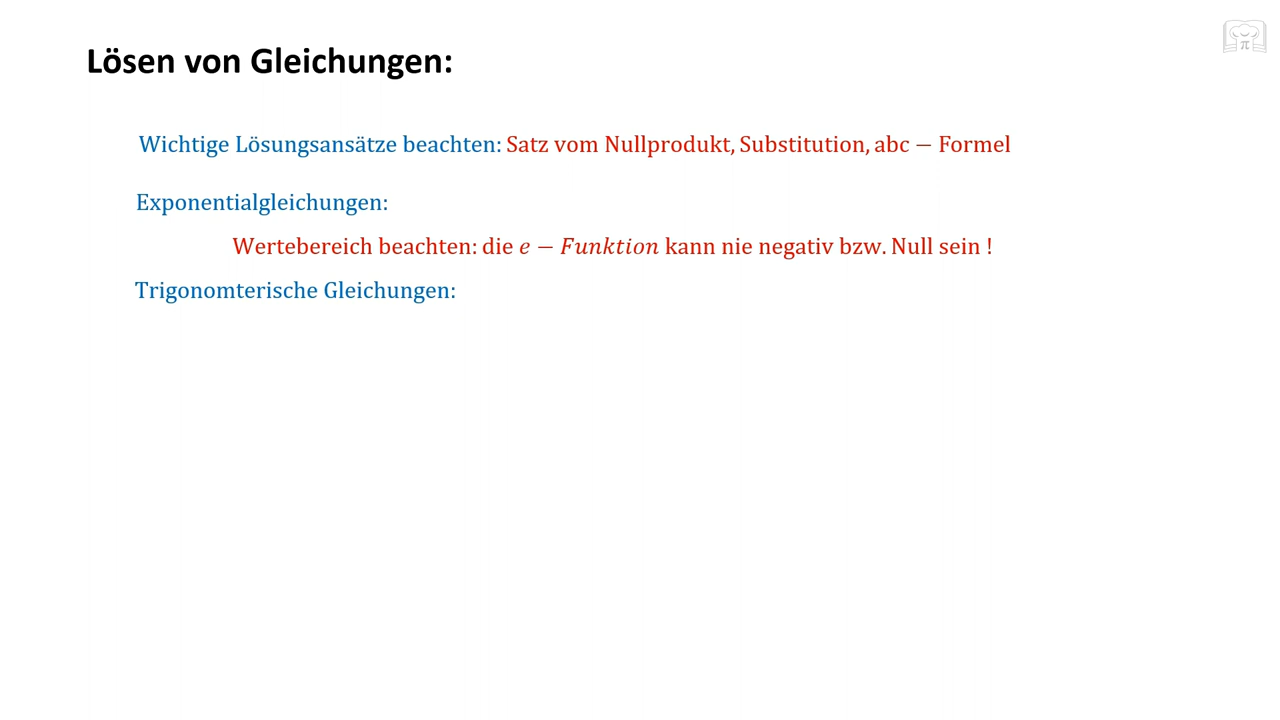 Lösen von Gleichungen:
Wichtige Lösungsansätze beachten: Satz vom Nullprodukt, Substitution, abc − Formel
Exponentialgleichungen:
Wertebereich beachten: die e − Funktion kann nie negativ bzw. Null sein !
Trigonomterische Gleichungen: